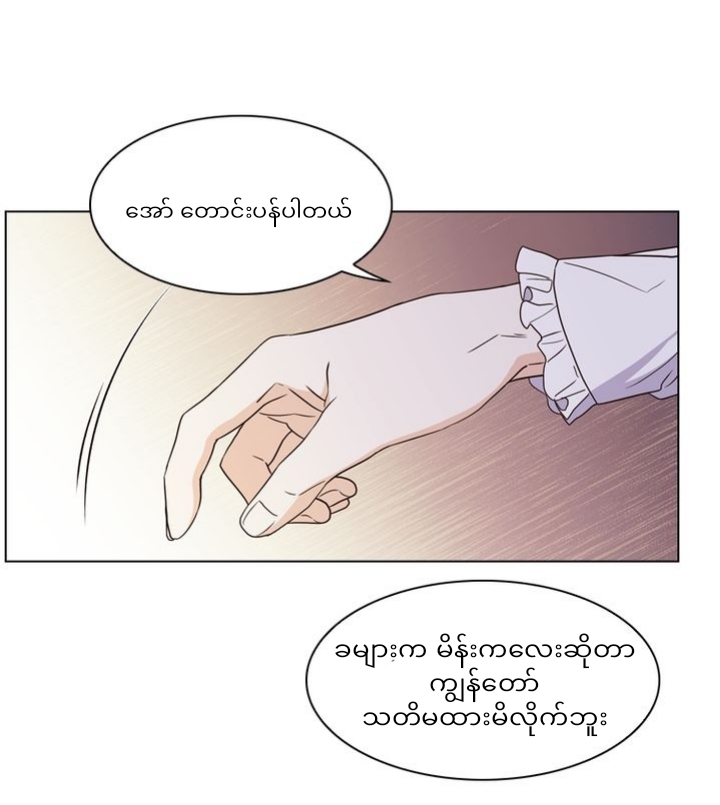 အော် တောင်းပန်ပါတယ်
ခများက မိန်းကလေးဆိုတာ
ကျွန်တော်
သတိမထားမိလိုက်ဘူး